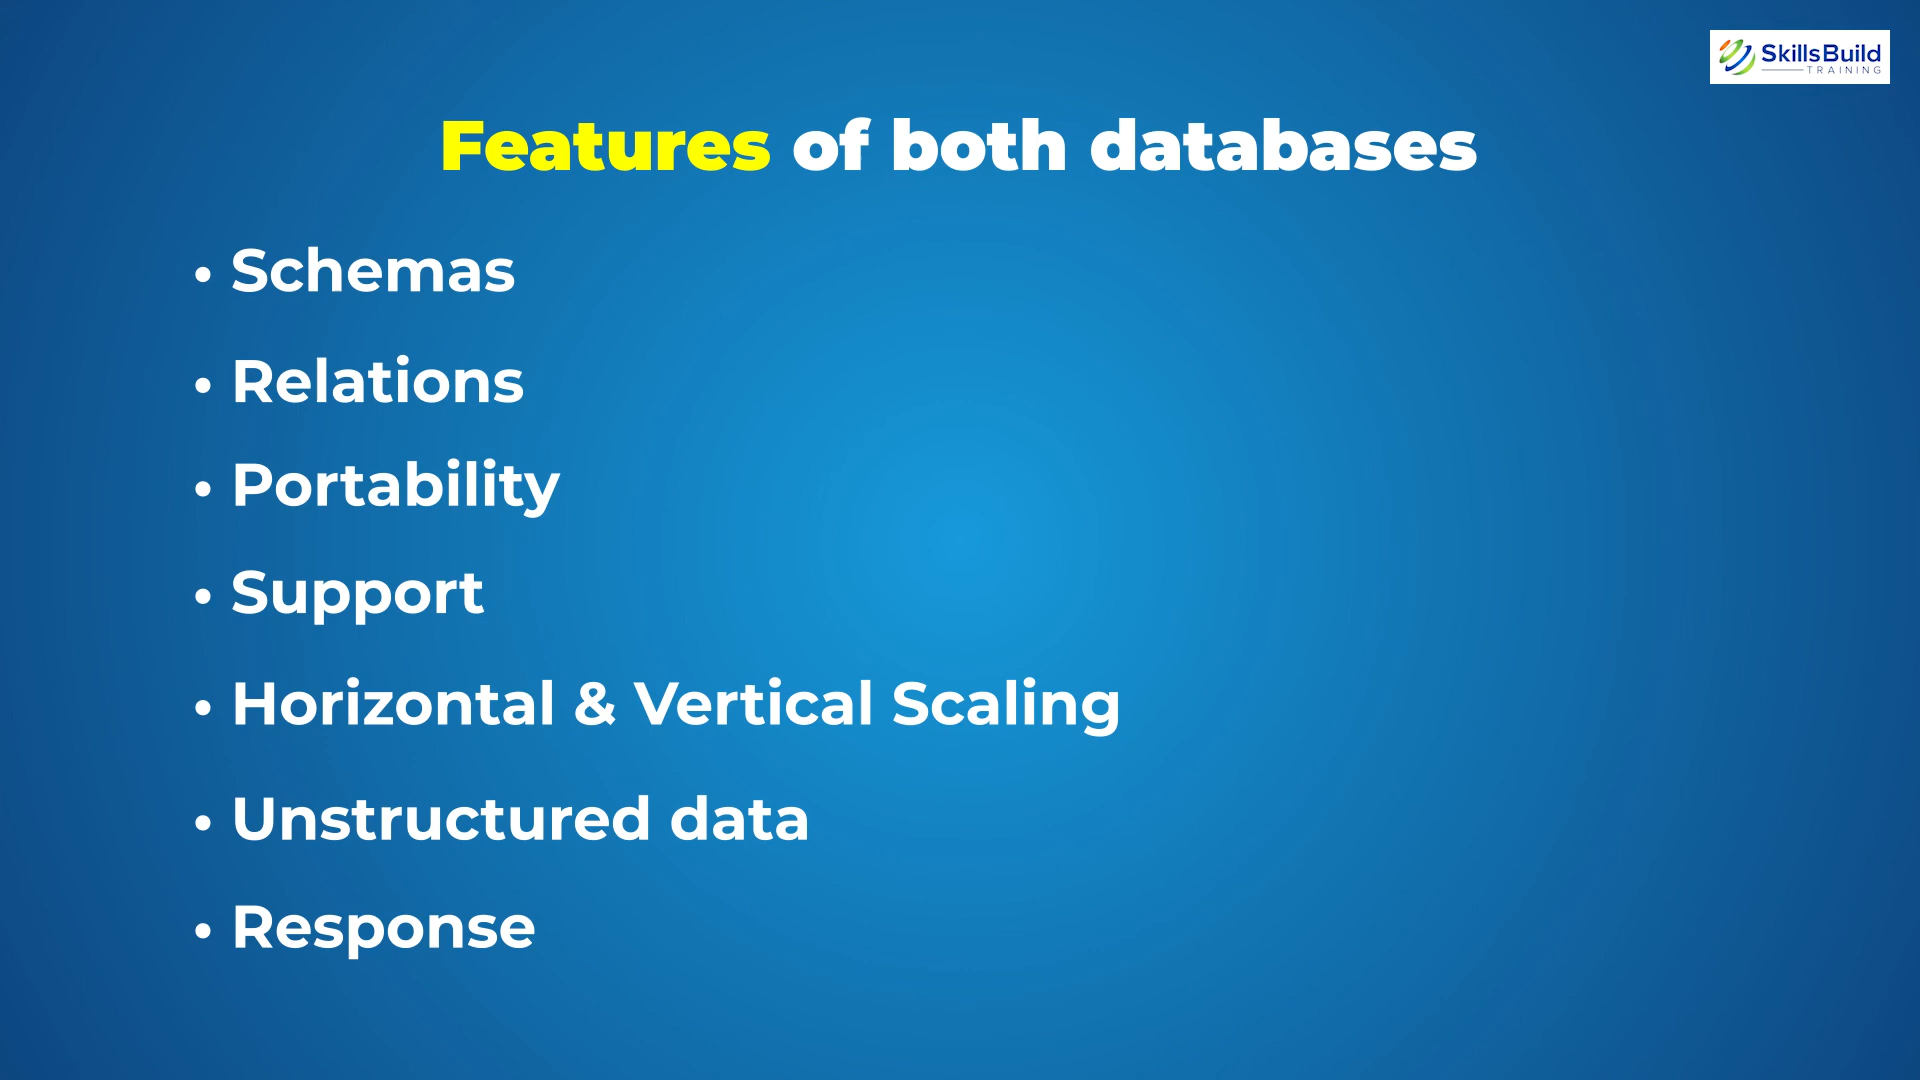 SkillsBuild
TRAINING
Features of both databases
• Schemas
• Relations
• Portability
• Support
• Horizontal & Vertical Scaling
• Unstructured data
• Response